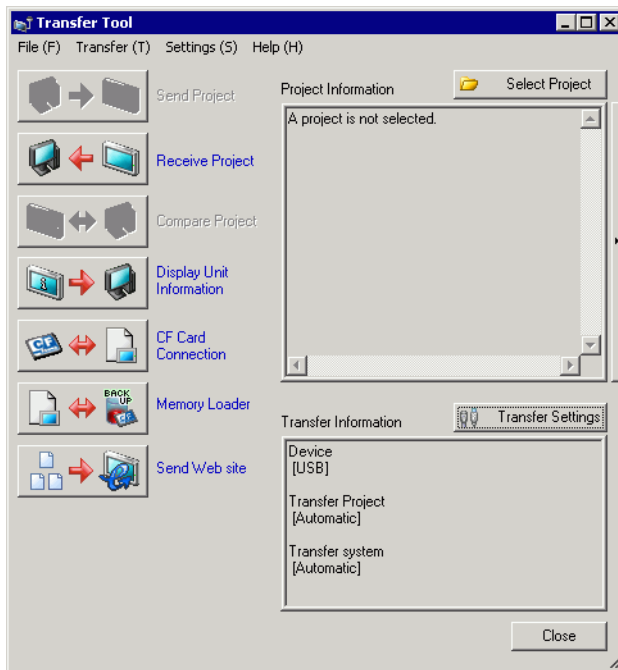 Transfer Tool
File (F) Transfer (T) Settings (S) Help (H)
Send Project
Receive Project
Compare Project
Display Unit
Information
CF
CF Card
Connection
BACK
UP
CF
Memory Loader
Send Web site
Project Information
Select Project
A project is not selected.
Transfer Information
Transfer Settings
Device
[USB]
Transfer Project
[Automatic]
Transfer system
[Automatic]
Close